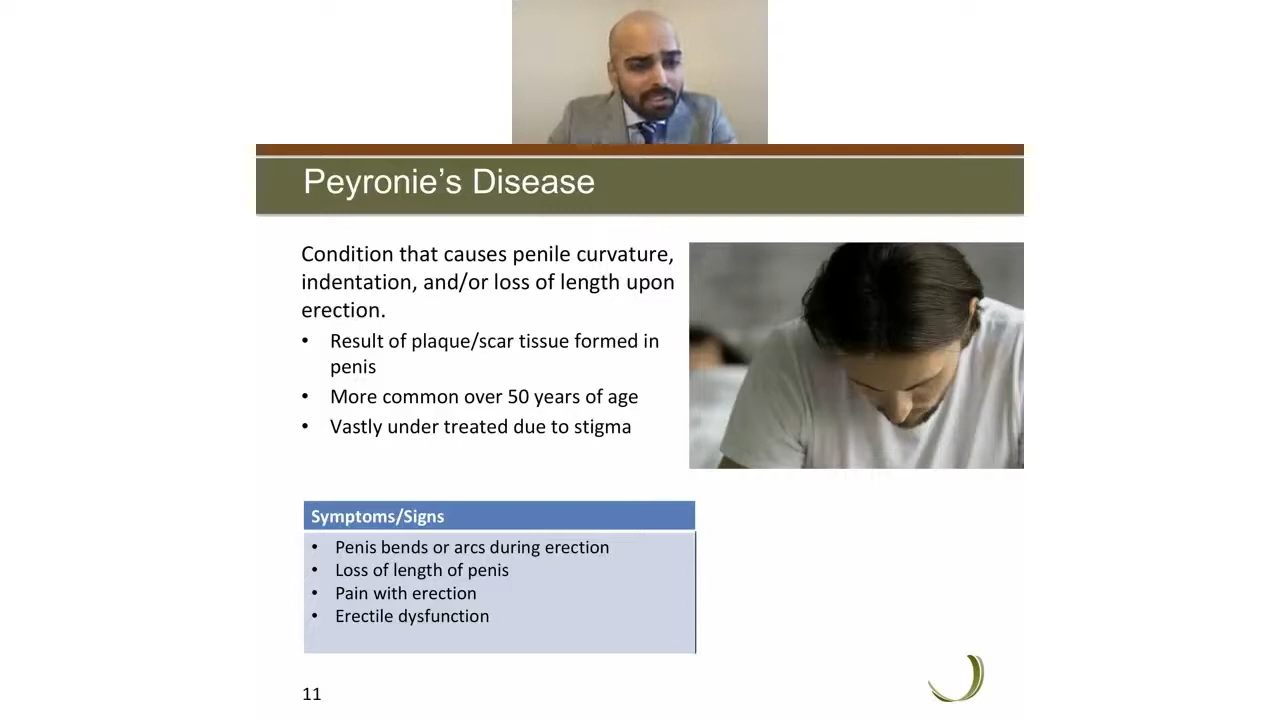 Peyronie’s Disease
Condition that causes penile curvature,
indentation, and/or loss of length upon
erection.
• Result of plaque/scar tissue formed in
penis
• More common over 50 years of age
• Vastly under treated due to stigma
Symptoms/Signs
• Penis bends or arcs during erection
• Loss of length of penis
• Pain with erection
• Erectile dysfunction
11